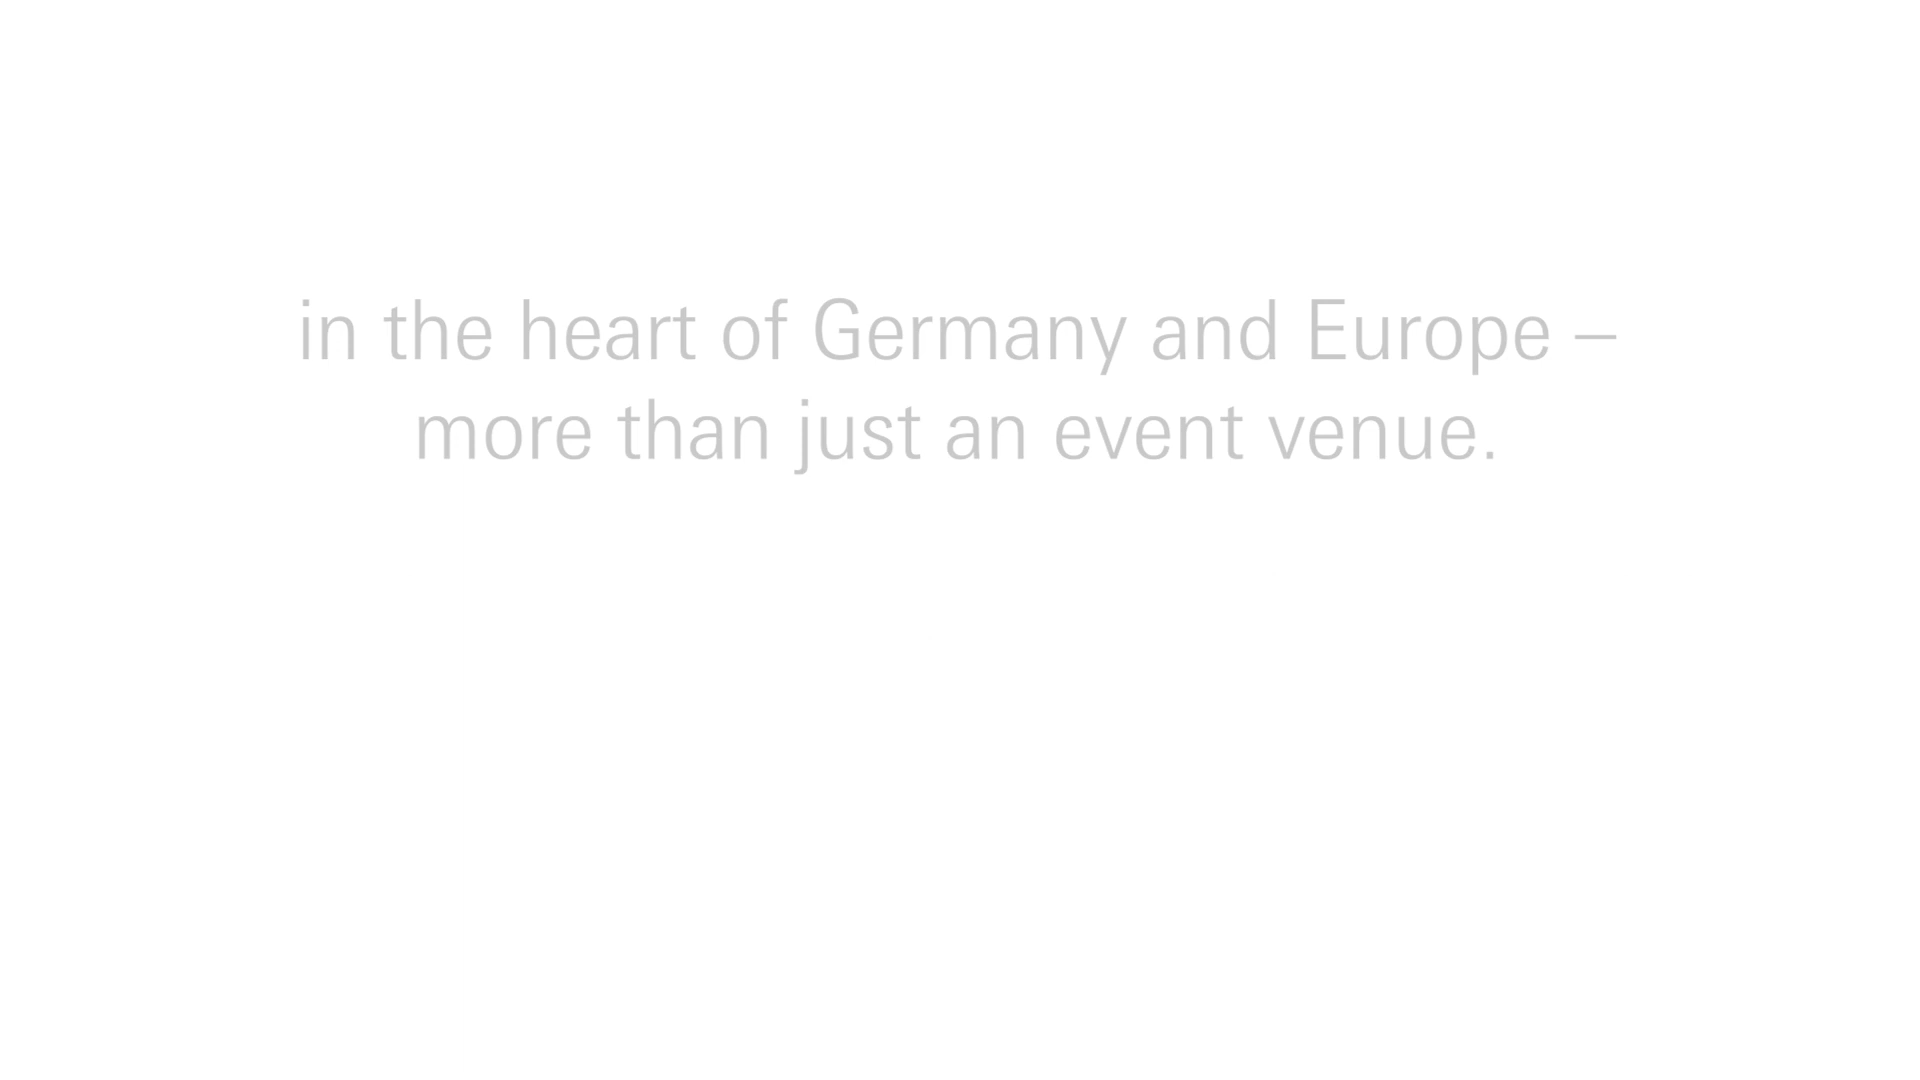 in the heart of Germany and Europe –
more than just an event venue.